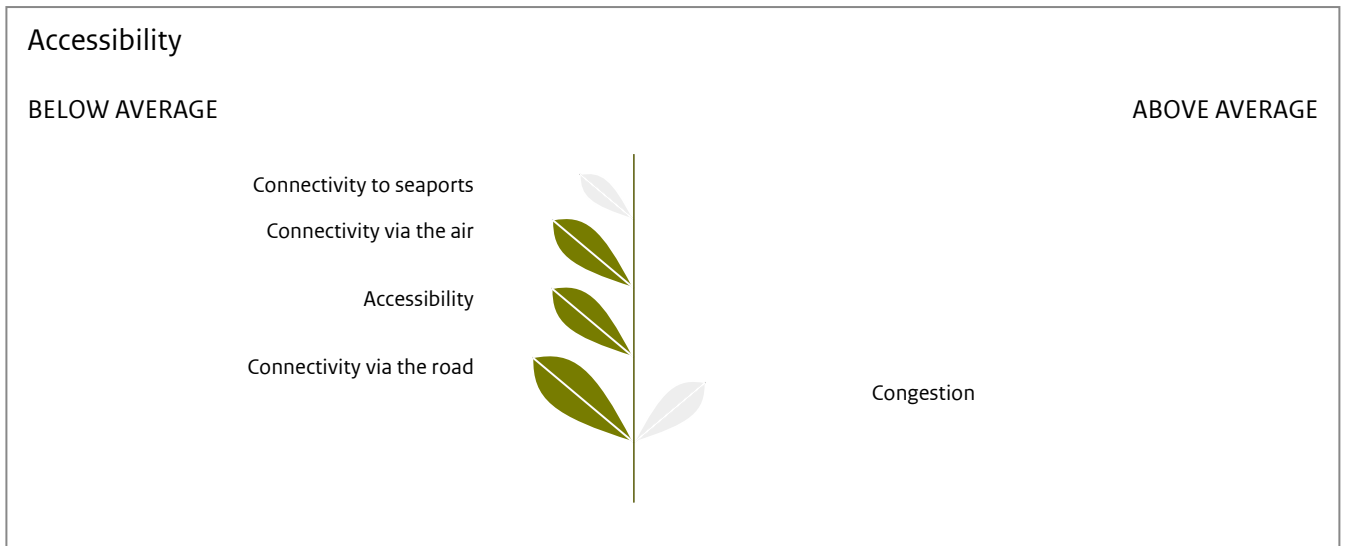 Accessibility
BELOW AVERAGE
ABOVE AVERAGE
Connectivity to seaports
Connectivity via the air
Accessibility
Connectivity via the road
Congestion